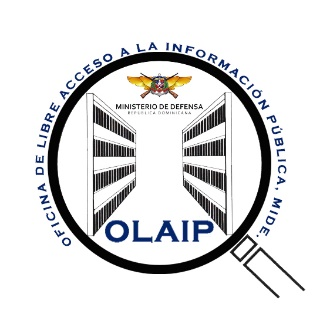 OFICINA DE LIBRE ACCESO A LA INFORMACIÓN PÚBLICA, MIDE.
MINISTERIO DE DEFENSA
REPÚBLICA DOMINICANA
OLAIP